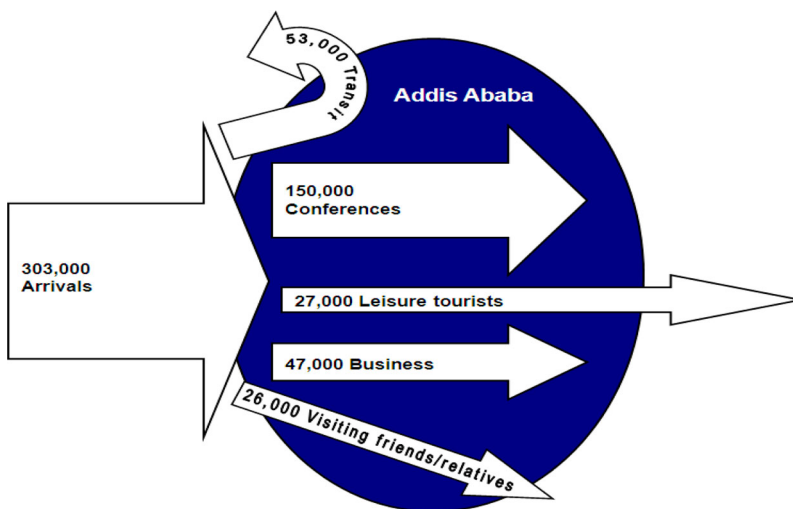 53,000 Transit
Addis Ababa
150,000
Conferences
303,000
Arrivals
27,000 Leisure tourists
47,000 Business
26,000 Visiting friends/relatives